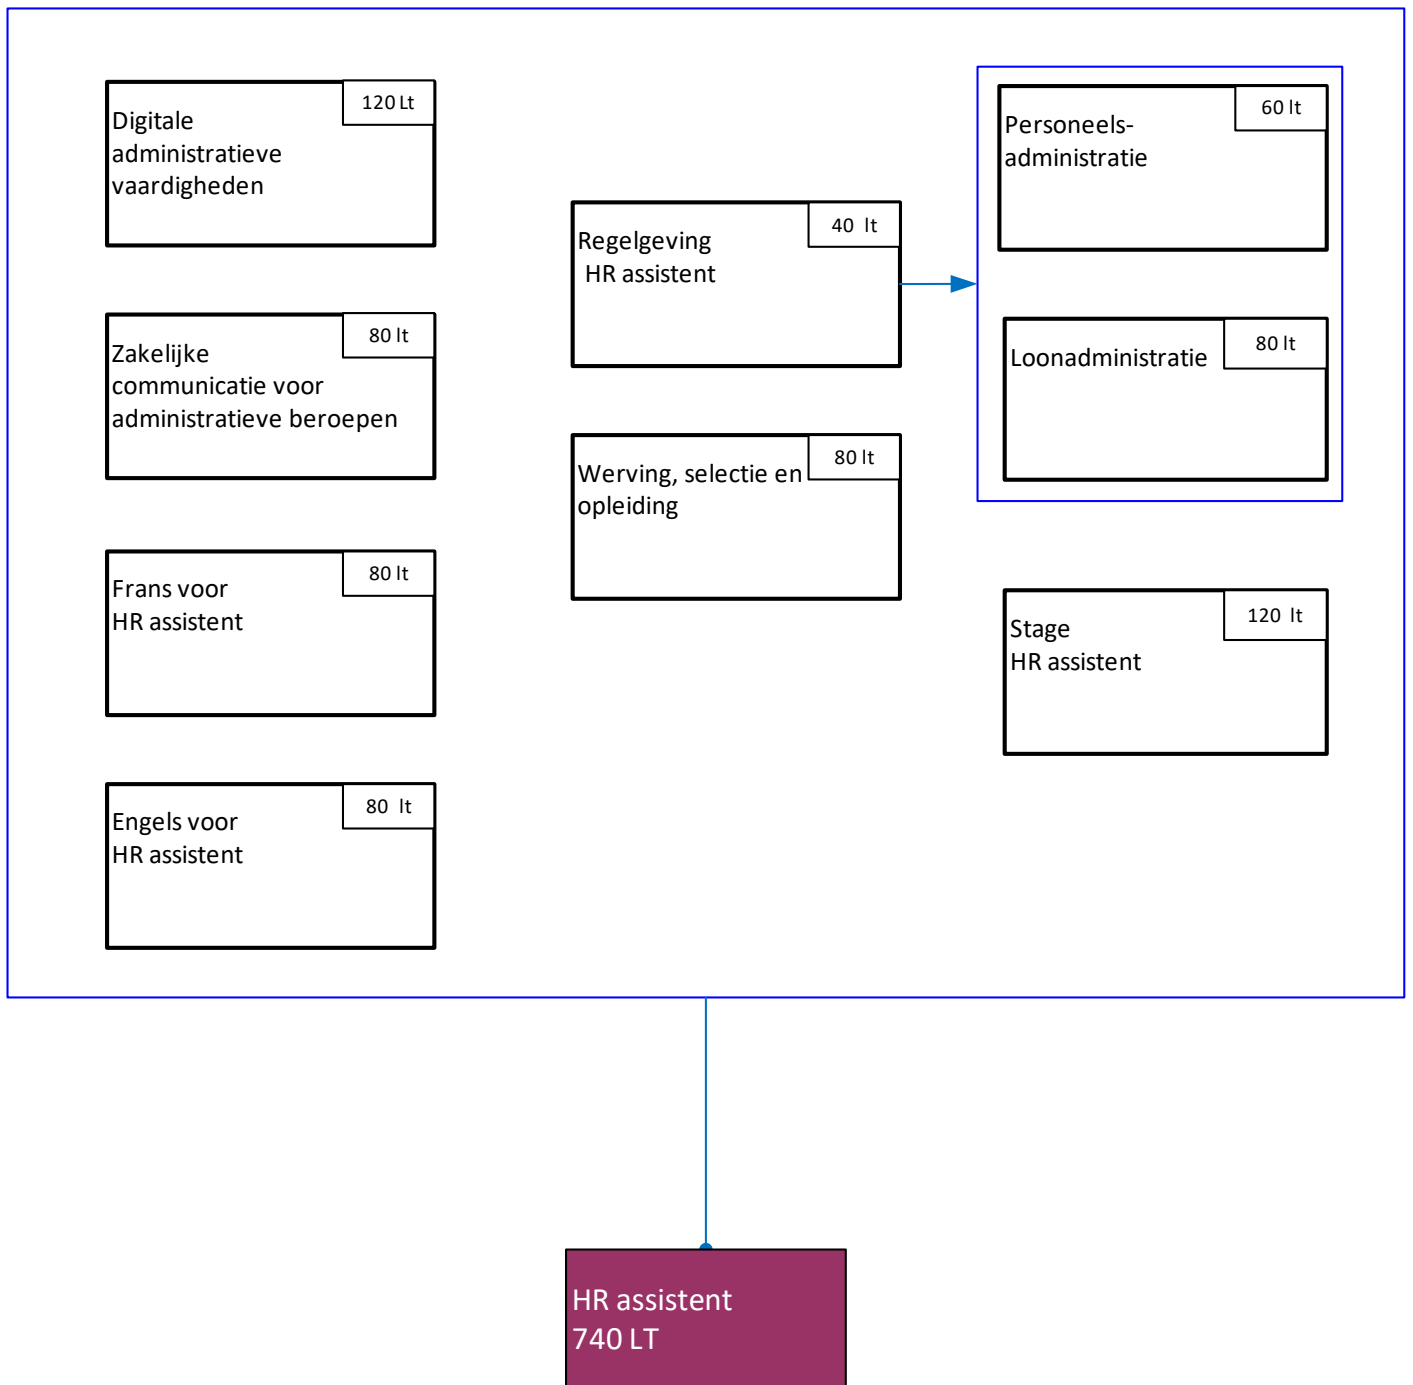 120 Lt
Digitale
administratieve
vaardigheden
80 lt
Zakelijke
communicatie voor
administratieve beroepen
80 lt
Frans voor
HR assistent
80 lt
Engels voor
HR assistent
40 lt
Regelgeving
HR assistent
80 lt
Werving, selectie en
opleiding
60 lt
Personeels-
administratie
80 lt
Loonadministratie
120 lt
Stage
HR assistent
HR assistent
740 LT